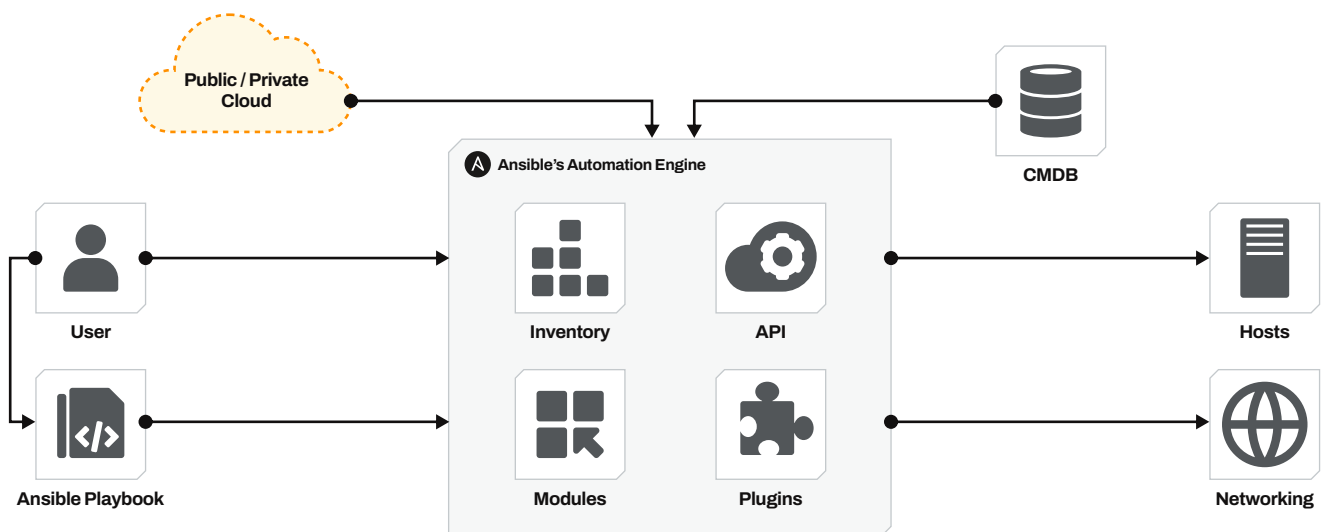 Public / Private
Cloud
CMDB
Ansible's Automation Engine
User
Inventory
API
Hosts
Ansible Playbook
Modules
Plugins
Networking